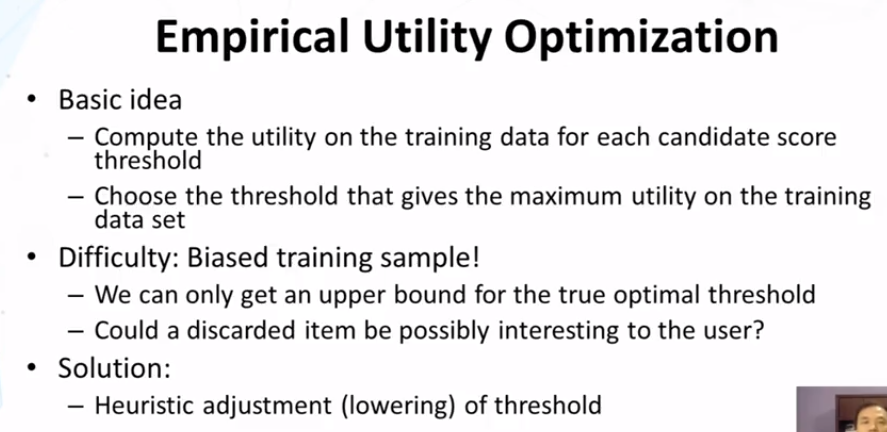 Empirical Utility Optimization
• Basic idea
– Compute the utility on the training data for each candidate score
threshold
– Choose the threshold that gives the maximum utility on the training
data set
• Difficulty: Biased training sample!
– We can only get an upper bound for the true optimal threshold
– Could a discarded item be possibly interesting to the user?
• Solution:
– Heuristic adjustment (lowering) of threshold